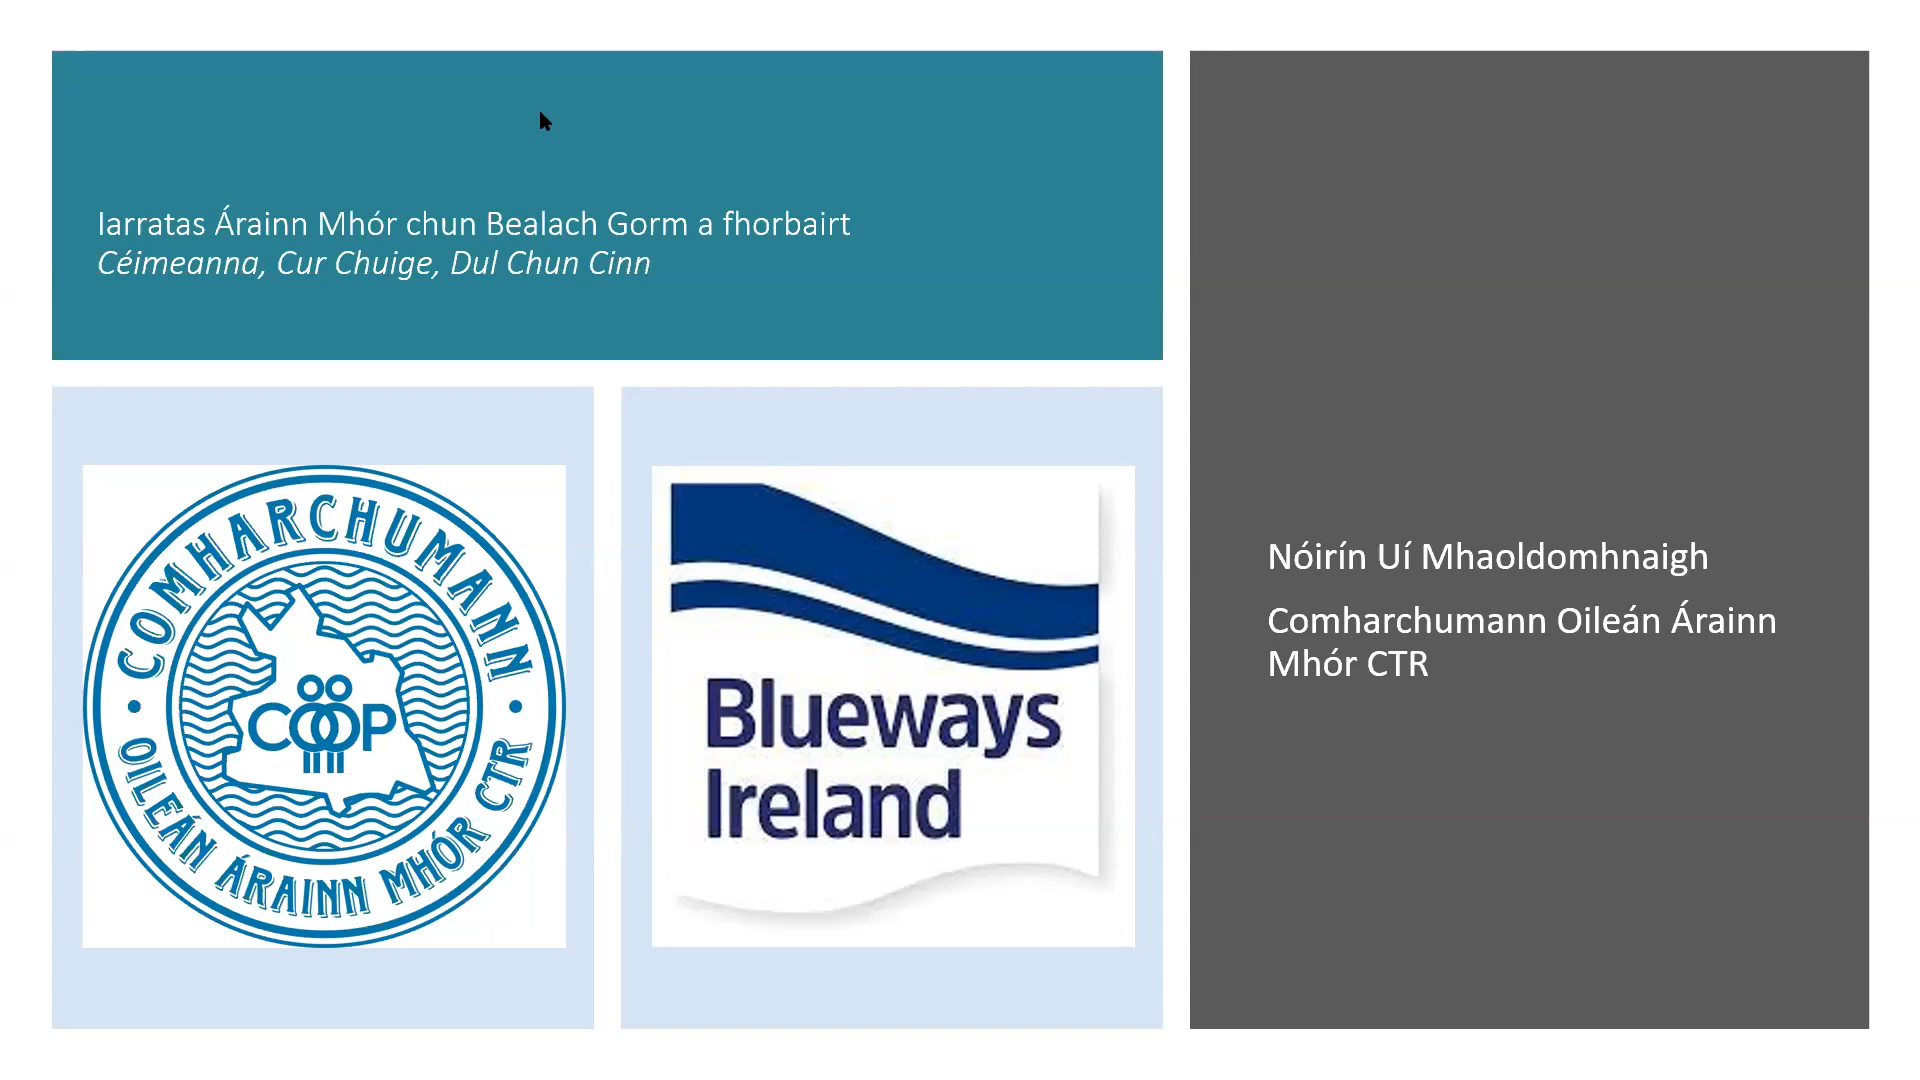 Iarratas Árainn Mhór chun Bealach Gorm a fhorbairt
Céimeanna, Cur Chuige, Dul Chun Cinn
COMHARCHUMANN
COOP
OILEÁN ÁRAINN MHÓR CTR
Blueways
Ireland
Nóirín Uí Mhaoldomhnaigh
Comharchumann Oileán Árainn
Mhór CTR